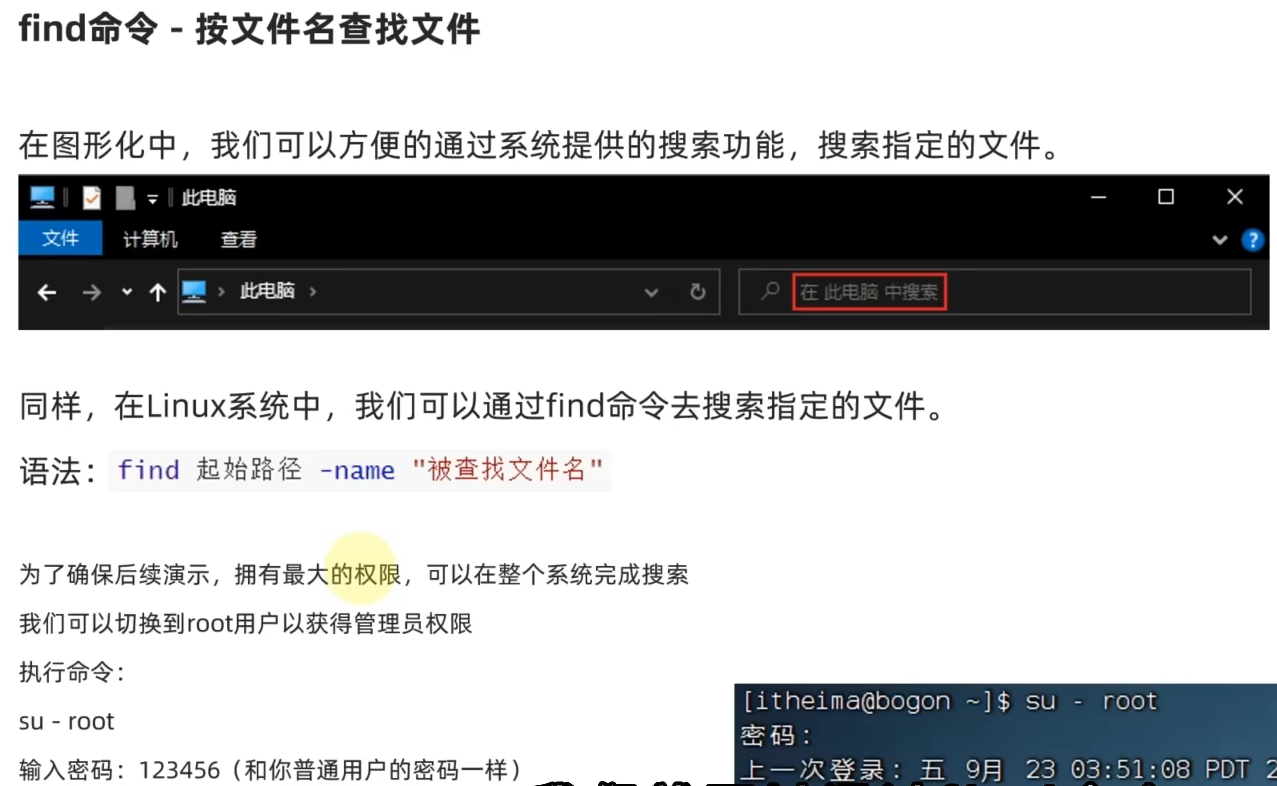 find命令 - 按文件名查找文件
在图形化中，我们可以方便的通过系统提供的搜索功能，搜索指定的文件。
此电脑
文件 计算机 查看
此电脑
在 此电脑 中搜索
同样，在Linux系统中，我们可以通过find命令去搜索指定的文件。
语法：find 起始路径 -name "被查找文件名"
为了确保后续演示，拥有最大的权限，可以在整个系统完成搜索
我们可以切换到root用户以获得管理员权限
执行命令：
su - root
输入密码：123456（和你普通用户的密码一样）
[itheima@bogon ~]$ su - root
密码：
上一次登录：五 9月 23 03:51:08 PDT 2